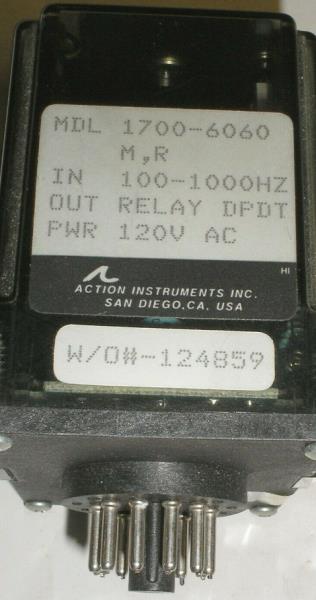 MDL 1700-6060
M,R
IN 100-1000HZ
OUT RELAY DPDT
PWR 120V AC
HI
ACTION INSTRUMENTS INC.
SAN DIEGO,CA. USA
W/O#-124859